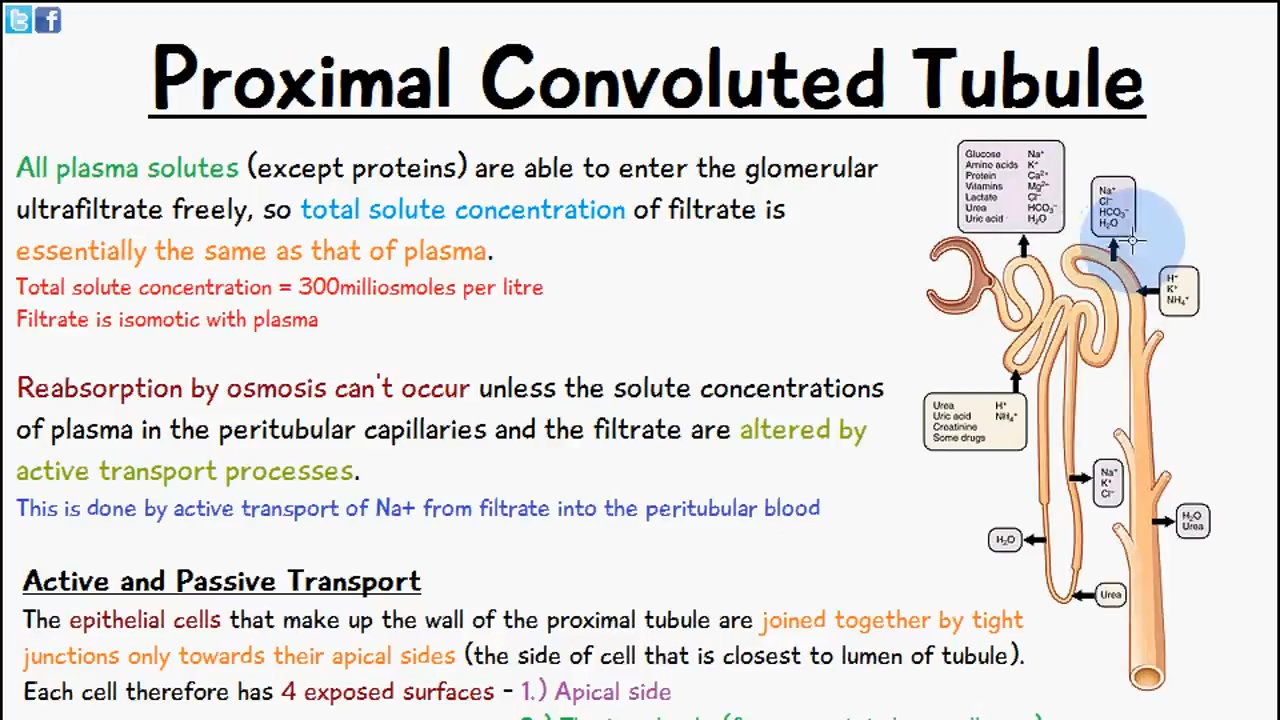 Proximal Convoluted Tubule
All plasma solutes (except proteins) are able to enter the glomerular
ultrafiltrate freely, so total solute concentration of filtrate is
essentially the same as that of plasma.
Total solute concentration = 300milliosmoles per litre
Filtrate is isomotic with plasma
Reabsorption by osmosis can't occur unless the solute concentrations
of plasma in the peritubular capillaries and the filtrate are altered by
active transport processes.
This is done by active transport of Na+ from filtrate into the peritubular blood
Active and Passive Transport
The epithelial cells that make up the wall of the proximal tubule are joined together by tight
junctions only towards their apical sides (the side of cell that is closest to lumen of tubule).
Each cell therefore has 4 exposed surfaces - 1.) Apical side
Glucose Na⁺
Amino acids K⁺
Protein Ca²⁺
Vitamins Mg²⁺
Lactate Cl⁻
Urea HCO₃⁻
Uric acid H₂O
Na⁺
Cl⁻
HCO₃⁻
H₂O
H⁺
K⁺
NH₄⁺
Urea H⁺
Uric acid NH₄⁺
Creatinine
Some drugs
Na⁺
K⁺
Cl⁻
H₂O
Urea
H₂O
Urea